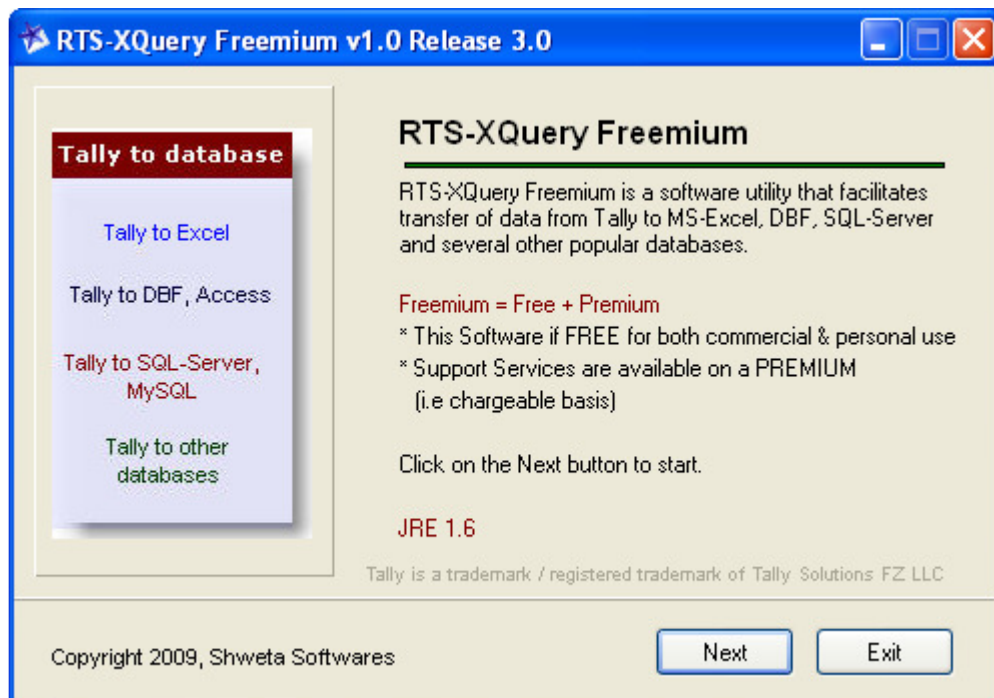 RTS-XQuery Freemium v1.0 Release 3.0
Tally to database
Tally to Excel
Tally to DBF, Access
Tally to SQL-Server,
MySQL
Tally to other
databases
RTS-XQuery Freemium
RTS-XQuery Freemium is a software utility that facilitates
transfer of data from Tally to MS-Excel, DBF, SQL-Server
and several other popular databases.
Freemium = Free + Premium
* This Software if FREE for both commercial & personal use
* Support Services are available on a PREMIUM
(i.e chargeable basis)
Click on the Next button to start.
JRE 1.6
Tally is a trademark / registered trademark of Tally Solutions FZ LLC
Copyright 2009, Shweta Softwares
Next
Exit